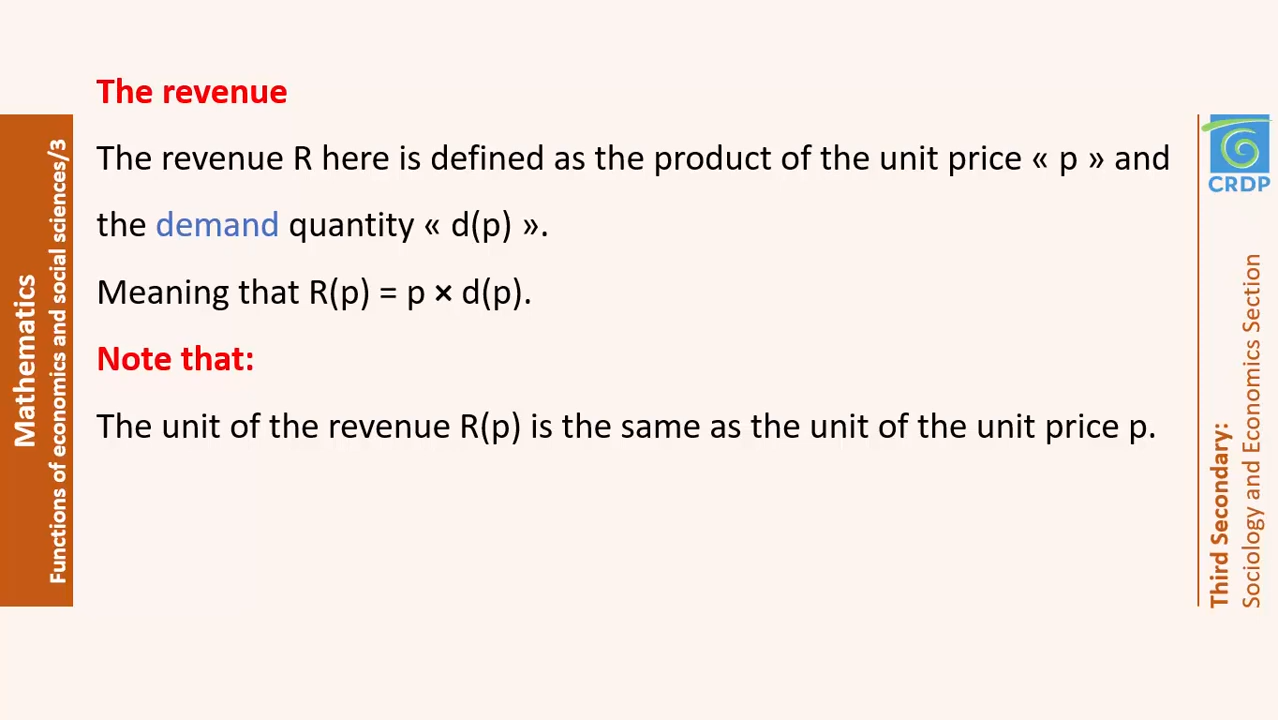 The revenue
The revenue R here is defined as the product of the unit price « p » and
the demand quantity « d(p) ».
Meaning that R(p) = p × d(p).
Note that:
The unit of the revenue R(p) is the same as the unit of the unit price p.
Mathematics
Functions of economics and social sciences/3
CRDP
Third Secondary:
Sociology and Economics Section